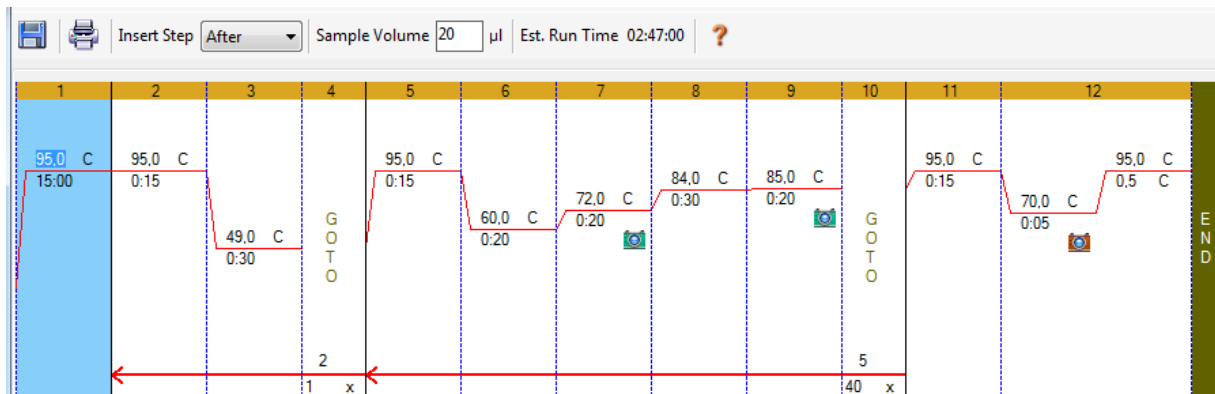 Insert Step After Sample Volume 20 µl Est. Run Time 02:47:00 ?
1 2 3 4 5 6 7 8 9 10 11 12
95,0 C
15:00
95,0 C
0:15
49,0 C
0:30
GOTO
2
1 x
95,0 C
0:15
60,0 C
0:20
72,0 C
0:20
84,0 C
0:30
85,0 C
0:20
GOTO
5
40 x
95,0 C
0:15
70,0 C
0:05
95,0 C
0,5 C
END